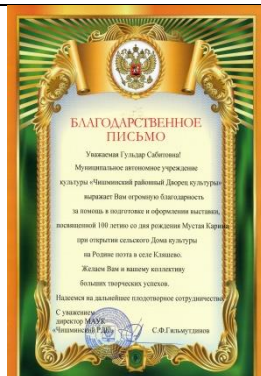 БЛАГОДАРСТВЕННОЕ
ПИСЬМО
Уважаемая Гульдар Сабитовна!
Муниципальное автономное учреждение
культуры «Чишминский районный Дворец культуры»
выражает Вам огромную благодарность
за помощь в подготовке и оформлении выставки,
посвященной 100 летию со дня рождения Мустая Карима
при открытии сельского Дома культуры
на Родине поэта в селе Кляшево.
Желаем Вам и вашему коллективу
больших творческих успехов.
Надеемся на дальнейшее плодотворное сотрудничество
С уважением
директор МАУК
«Чишминский РДК» С.Ф.Гильмутдинов